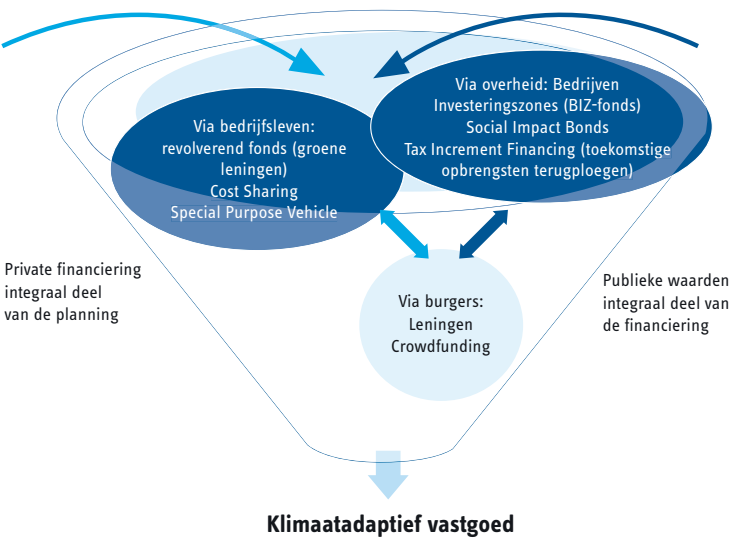 Via overheid: Bedrijven
Investeringszones (BIZ-fonds)
Social Impact Bonds
Tax Increment Financing (toekomstige
opbrengsten terugploegen)
Via bedrijfsleven:
revolverend fonds (groene
leningen)
Cost Sharing
Special Purpose Vehicle
Private financiering
integraal deel
van de planning
Via burgers:
Leningen
Crowdfunding
Publieke waarden
integraal deel van
de financiering
Klimaatadaptief vastgoed